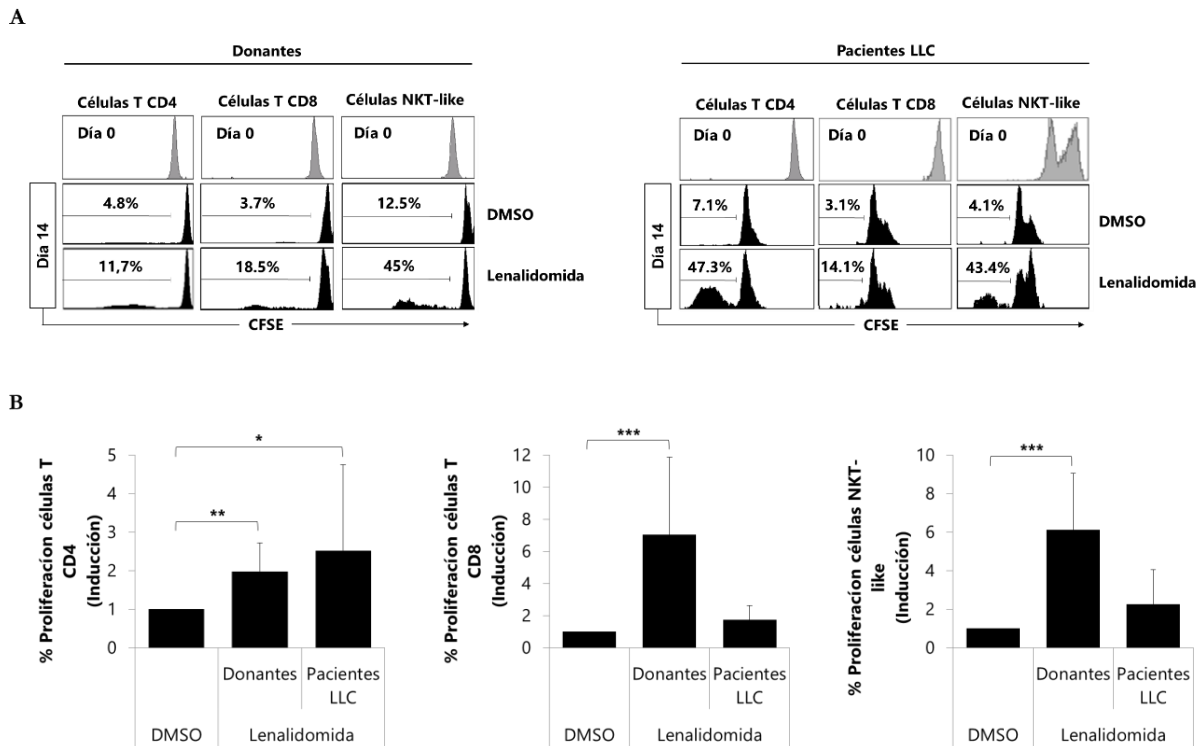 A
Donantes
Pacientes LLC
Células T CD4
Células T CD8
Células NKT-like
Células T CD4
Células T CD8
Células NKT-like
Día 0
Día 0
Día 0
Día 0
Día 0
Día 0
Día 14
4.8%
3.7%
12.5%
DMSO
11,7%
18.5%
45%
Lenalidomida
CFSE
Día 14
7.1%
3.1%
4.1%
DMSO
47.3%
14.1%
43.4%
Lenalidomida
CFSE
B
% Proliferacion células T
CD4
(Inducción)
5
4
3
2
1
0
*
**
Donantes
Pacientes
LLC
DMSO
Lenalidomida
% Proliferacion células T
CD8
(Inducción)
12
10
8
6
4
2
0
***
Donantes
Pacientes
LLC
DMSO
Lenalidomida
% Proliferacion células NKT-
like
(Inducción)
10
8
6
4
2
0
***
Donantes
Pacientes
LLC
DMSO
Lenalidomida